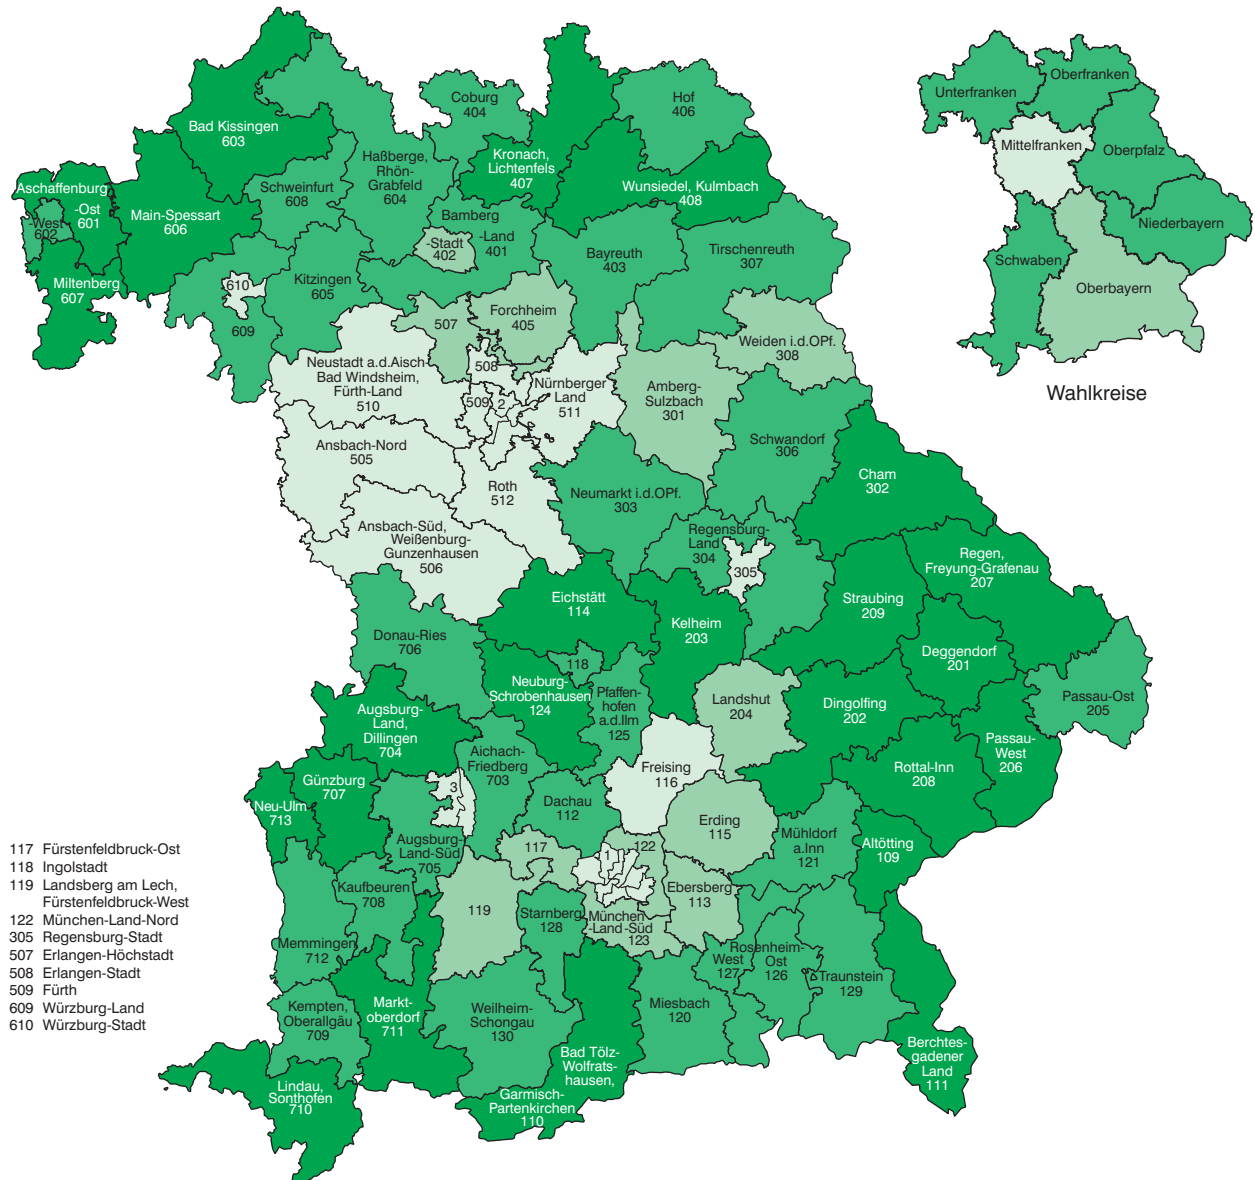 Coburg
404
Hof
406
Bad Kissingen
603
Haßberge,
Rhön-
Grabfeld
604
Kronach,
Lichtenfels
407
Wunsiedel, Kulmbach
408
Aschaffenburg
-Ost
601
-West
602
Main-Spessart
606
Schweinfurt
608
Bamberg
-Land
401
-Stadt
402
Bayreuth
403
Tirschenreuth
307
Miltenberg
607
610
609
Kitzingen
605
507
Forchheim
405
Weiden i.d.OPf.
308
Neustadt a.d.Aisch-
Bad Windsheim,
Fürth-Land
510
508
509
2
Nürnberger
Land
511
Amberg-
Sulzbach
301
Ansbach-Nord
505
Schwandorf
306
Roth
512
Neumarkt i.d.OPf.
303
Cham
302
Ansbach-Süd,
Weißenburg-
Gunzenhausen
506
Regensburg-
Land
304
305
Regen,
Freyung-Grafenau
207
Eichstätt
114
Kelheim
203
Straubing
209
Donau-Ries
706
Deggendorf
201
118
Neuburg-
Schrobenhausen
124
Pfaffen-
hofen
a.d.Ilm
125
Landshut
204
Dingolfing
202
Passau-Ost
205
Augsburg-
Land,
Dillingen
704
Passau-
West
206
Aichach-
Friedberg
703
Freising
116
Rottal-Inn
208
Günzburg
707
3
Neu-Ulm
713
Dachau
112
Erding
115
Mühldorf
a.Inn
121
Altötting
109
Augsburg-
Land-Süd
705
117
1
122
Kaufbeuren
708
119
Starnberg
128
München
-Land-Süd
123
Ebersberg
113
Memmingen
712
Rosenheim-
Ost
126
West
127
Traunstein
129
Kempten,
Oberallgäu
709
Markt-
oberdorf
711
Weilheim-
Schongau
130
Miesbach
120
Bad Tölz-
Wolfrats-
hausen,
Garmisch-
Partenkirchen
110
Berchtes-
gadener
Land
111
Lindau,
Sonthofen
710
117 Fürstenfeldbruck-Ost
118 Ingolstadt
119 Landsberg am Lech,
Fürstenfeldbruck-West
122 München-Land-Nord
305 Regensburg-Stadt
507 Erlangen-Höchstadt
508 Erlangen-Stadt
509 Fürth
609 Würzburg-Land
610 Würzburg-Stadt
Unterfranken
Oberfranken
Mittelfranken
Oberpfalz
Niederbayern
Schwaben
Oberbayern
Wahlkreise